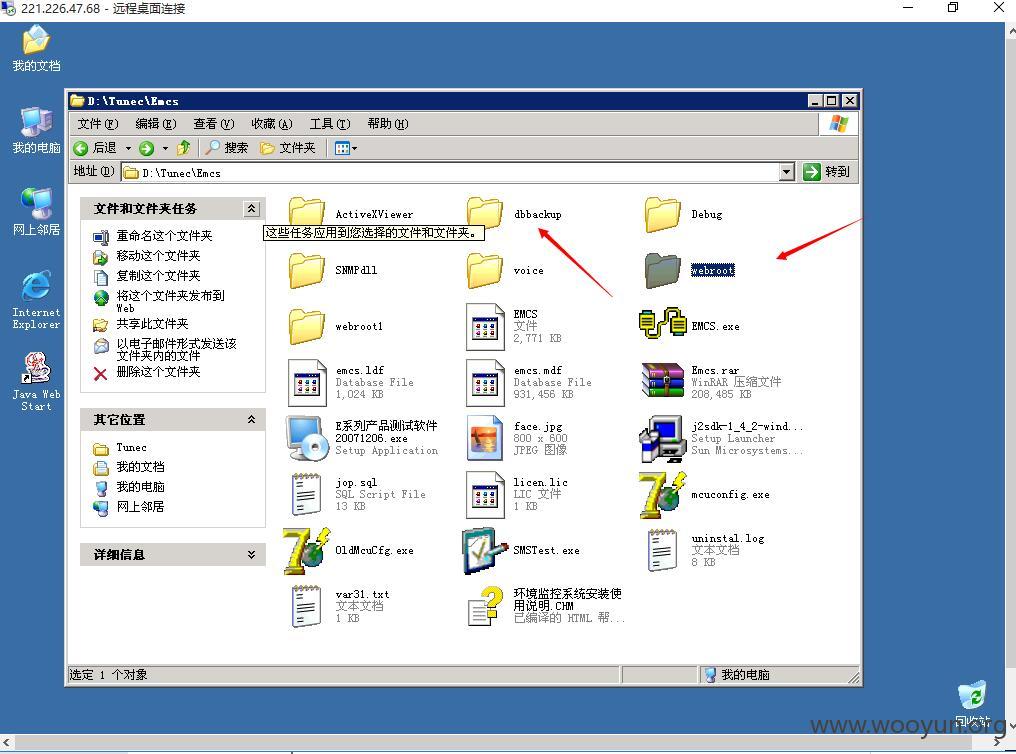 221.226.47.68 - 远程桌面连接
我的文档
我的电脑
网上邻居
Internet
Explorer
Java Web
Start
D:\Tunec\Emcs
文件(F) 编辑(E) 查看(V) 收藏(A) 工具(T) 帮助(H)
后退 搜索 文件夹
地址(D) D:\Tunec\Emcs 转到
文件和文件夹任务
重命名这个文件夹
移动这个文件夹
复制这个文件夹
将这个文件夹发布到
Web
共享此文件夹
以电子邮件形式发送该
文件夹内的文件
删除这个文件夹
其它位置
Tunec
我的文档
我的电脑
网上邻居
详细信息
ActiveXViewer
dbbackup
Debug
这些任务应用到您选择的文件和文件夹。
SNMPdll
voice
webroot
webroot1
EMCS
文件
2,771 KB
EMCS.exe
emcs.ldf
Database File
1,024 KB
emcs.mdf
Database File
931,456 KB
Emcs.rar
WinRAR 压缩文件
208,485 KB
E系列产品测试软件
20071206.exe
Setup Application
face.jpg
800 x 600
JPEG 图像
j2sdk-1_4_2-wind...
Setup Launcher
Sun Microsystems...
jop.sql
SQL Script File
13 KB
licen.lic
LIC 文件
1 KB
mcuconfig.exe
OldMcuCfg.exe
SMSTest.exe
uninstal.log
文本文档
8 KB
var31.txt
文本文档
1 KB
环境监控系统安装使
用说明.CHM
已编译的 HTML 帮...
选定 1 个对象
我的电脑
回收站
www.wooyun.org